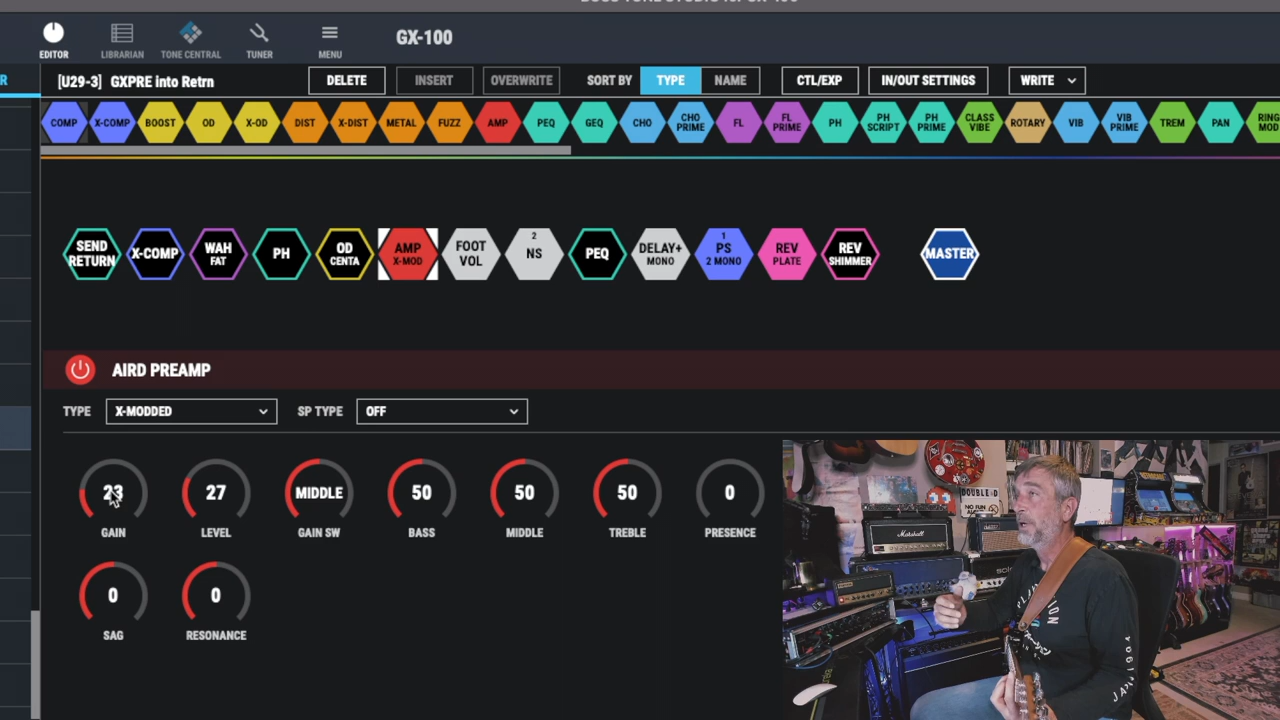 EDITOR LIBRARIAN TONE CENTRAL TUNER MENU GX-100
R [U29-3] GXPRE into Retrn DELETE INSERT OVERWRITE SORT BY TYPE NAME CTL/EXP IN/OUT SETTINGS WRITE
COMP X-COMP BOOST OD X-OD DIST X-DIST METAL FUZZ AMP PEQ GEQ CHO CHO PRIME FL FL PRIME PH PH SCRIPT PH PRIME CLASS VIBE ROTARY VIB VIB PRIME TREM PAN RING MOD
SEND RETURN X-COMP WAH FAT PH OD CENTA AMP X-MOD FOOT VOL 2 NS PEQ DELAY+ MONO 1 PS 2 MONO REV PLATE REV SHIMMER MASTER
AIRD PREAMP
TYPE X-MODDED SP TYPE OFF
23 27 MIDDLE 50 50 50 0
GAIN LEVEL GAIN SW BASS MIDDLE TREBLE PRESENCE
0 0
SAG RESONANCE
DOUBLE D
NO FUN
Marshall